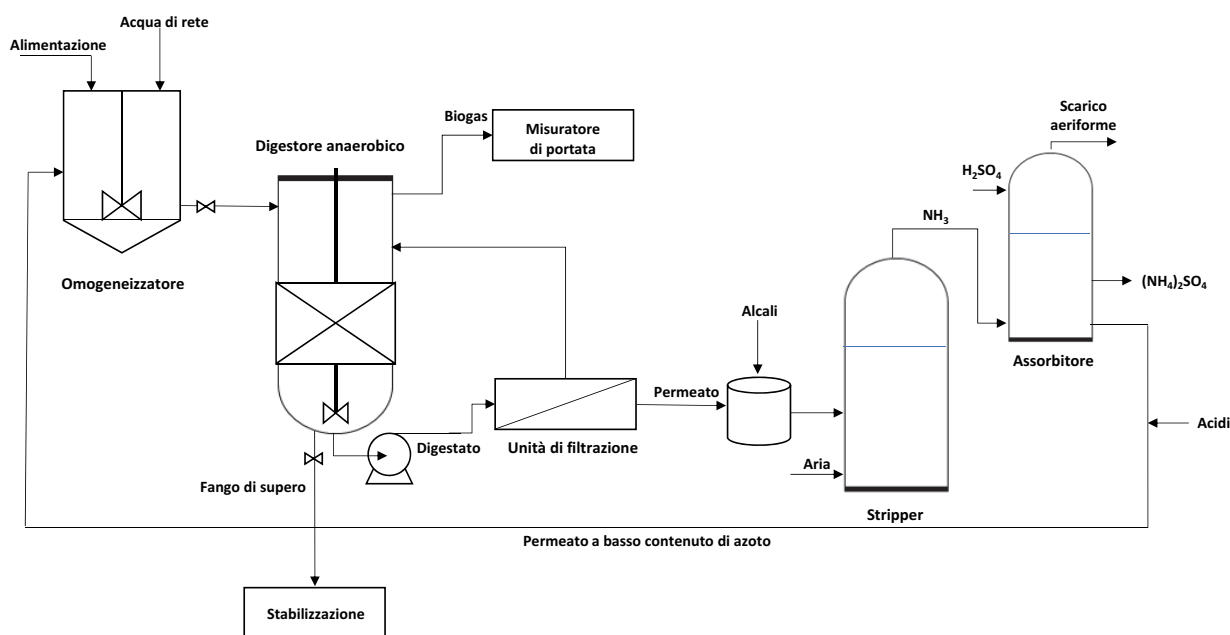 Acqua di rete
Alimentazione
Omogeneizzatore
Digestore anaerobico
Biogas
Misuratore
di portata
Scarico
aeriforme
H₂SO₄
NH₃
(NH₄)₂SO₄
Assorbitore
Alcali
Permeato
Digestato
Unità di filtrazione
Aria
Stripper
Acidi
Fango di supero
Permeato a basso contenuto di azoto
Stabilizzazione